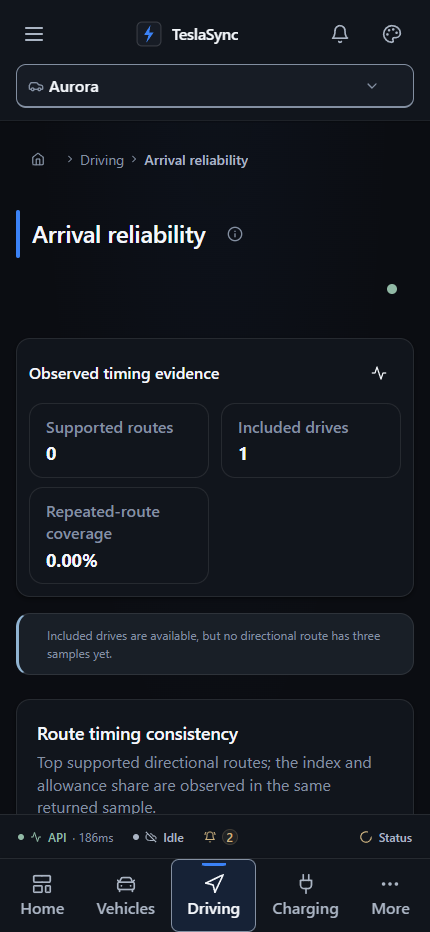 TeslaSync
Aurora
Driving
Arrival reliability
Arrival reliability
Observed timing evidence
Supported routes
0
Included drives
1
Repeated-route
coverage
0.00%
Included drives are available, but no directional route has three
samples yet.
Route timing consistency
Top supported directional routes; the index and
allowance share are observed in the same
returned sample.
API · 186ms
Idle
2
Status
Home
Vehicles
Driving
Charging
More